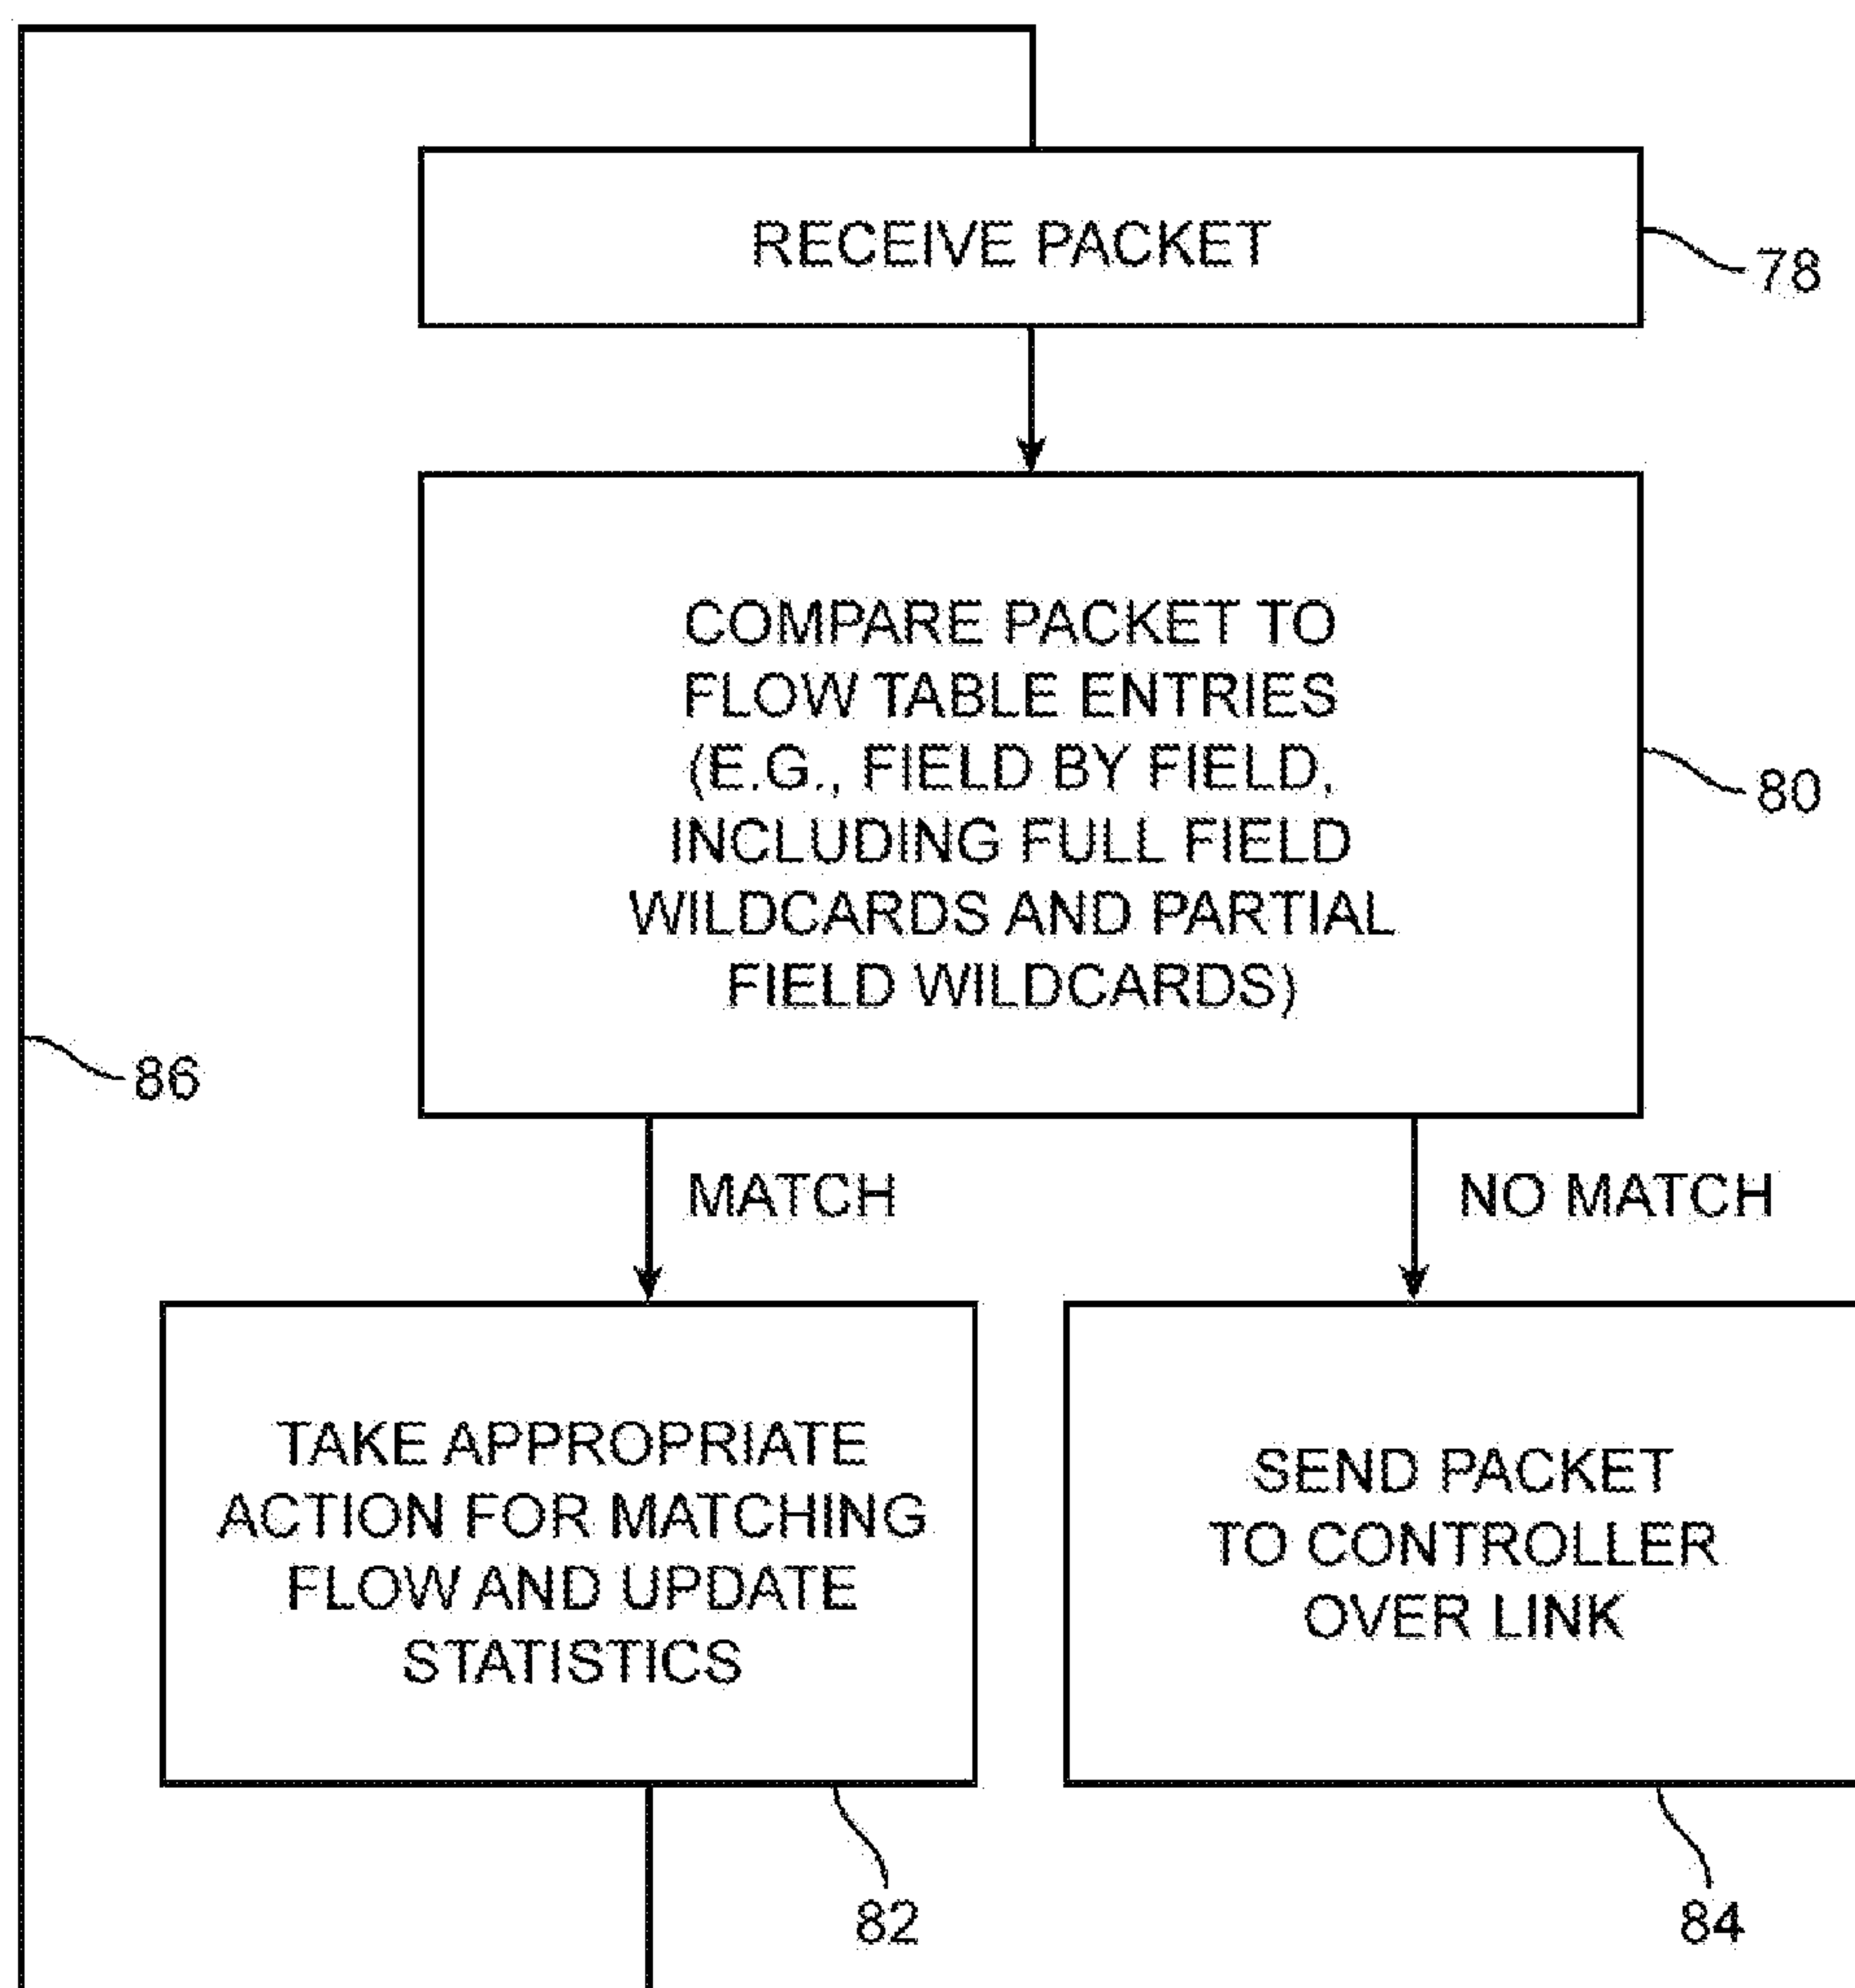 RECEIVE PACKET
78
COMPARE PACKET TO
FLOW TABLE ENTRIES
(E.G., FIELD BY FIELD,
INCLUDING FULL FIELD
WILDCARDS AND PARTIAL
FIELD WILDCARDS)
80
86
MATCH
NO MATCH
TAKE APPROPRIATE
ACTION FOR MATCHING
FLOW AND UPDATE
STATISTICS
SEND PACKET
TO CONTROLLER
OVER LINK
82
84